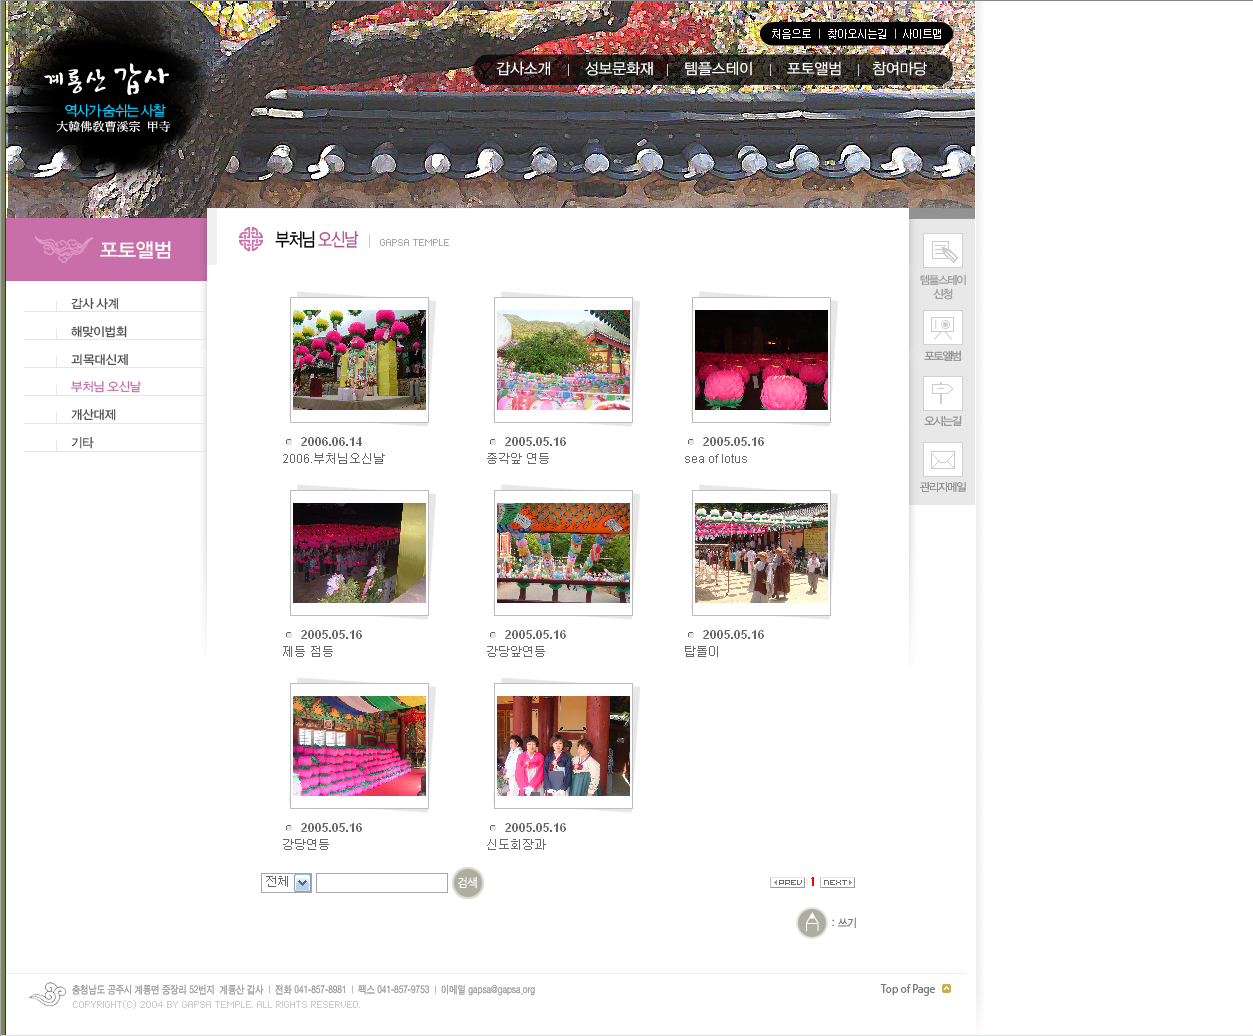 처음으로 | 찾아오시는길 | 사이트맵
갑사소개 | 성보문화재 | 템플스테이 | 포토앨범 | 참여마당
계룡산 갑사
역사가 숨쉬는 사찰
大韓佛敎曹溪宗 甲寺
포토앨범
갑사 사계
해맞이법회
괴목대신제
부처님 오신날
개산대제
기타
부처님 오신날 | GAPSA TEMPLE
2006.06.14
2006.부처님오신날
2005.05.16
종각앞 연등
2005.05.16
sea of lotus
2005.05.16
제등 점등
2005.05.16
강당앞연등
2005.05.16
탑돌이
2005.05.16
강당연등
2005.05.16
신도회장과
전체
검색
PREV 1 NEXT
: 쓰기
템플스테이
신청
포토앨범
오시는길
관리자메일
충청남도 공주시 계룡면 중장리 52번지 계룡산 갑사 | 전화 041-857-8981 | 팩스 041-857-9753 | 이메일 gapsa@gapsa.org
COPYRIGHT(C) 2004 BY GAPSA TEMPLE. ALL RIGHTS RESERVED.
Top of Page